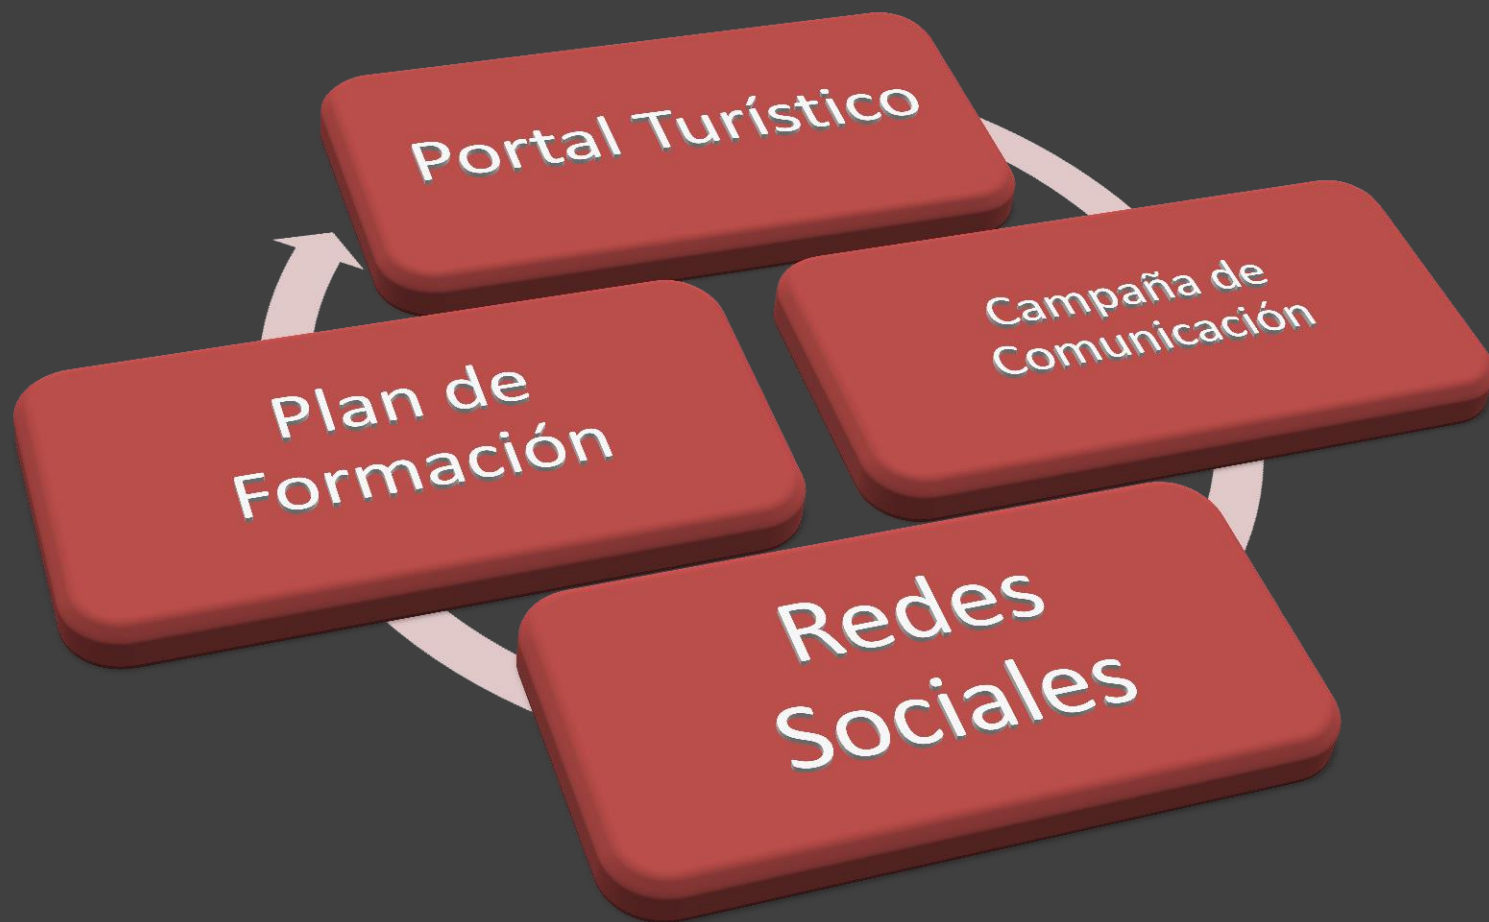 Portal Turístico
Campaña de
Comunicación
Plan de
Formación
Redes
Sociales